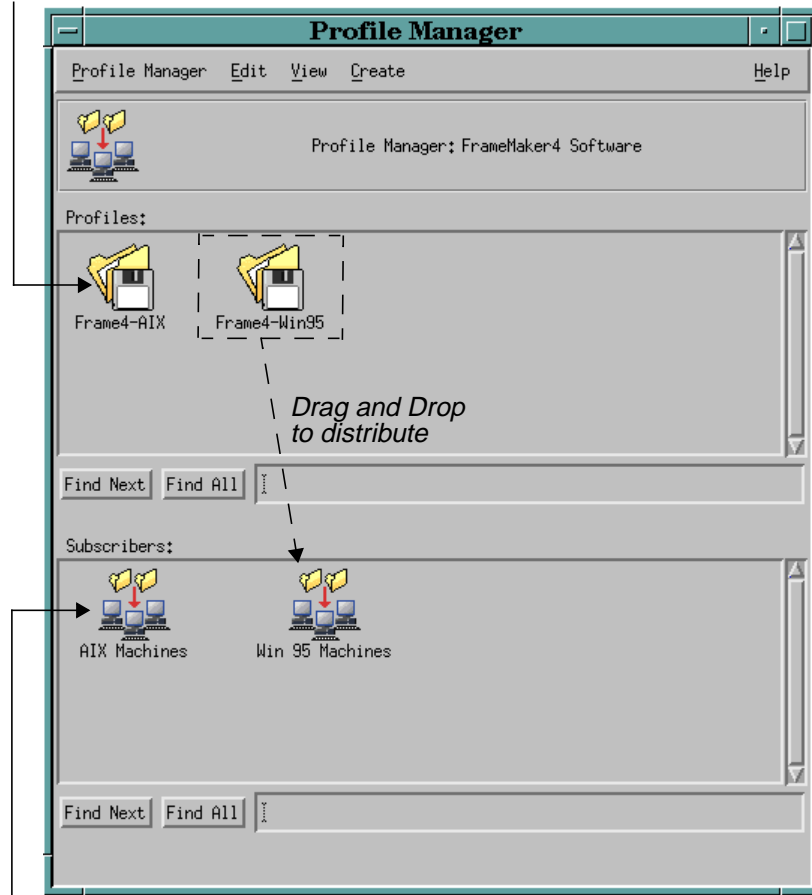 Profile Manager
Profile Manager Edit View Create Help
Profile Manager: FrameMaker4 Software
Profiles:
Frame4-AIX Frame4-Win95
Drag and Drop
to distribute
Find Next Find All
Subscribers:
AIX Machines Win 95 Machines
Find Next Find All